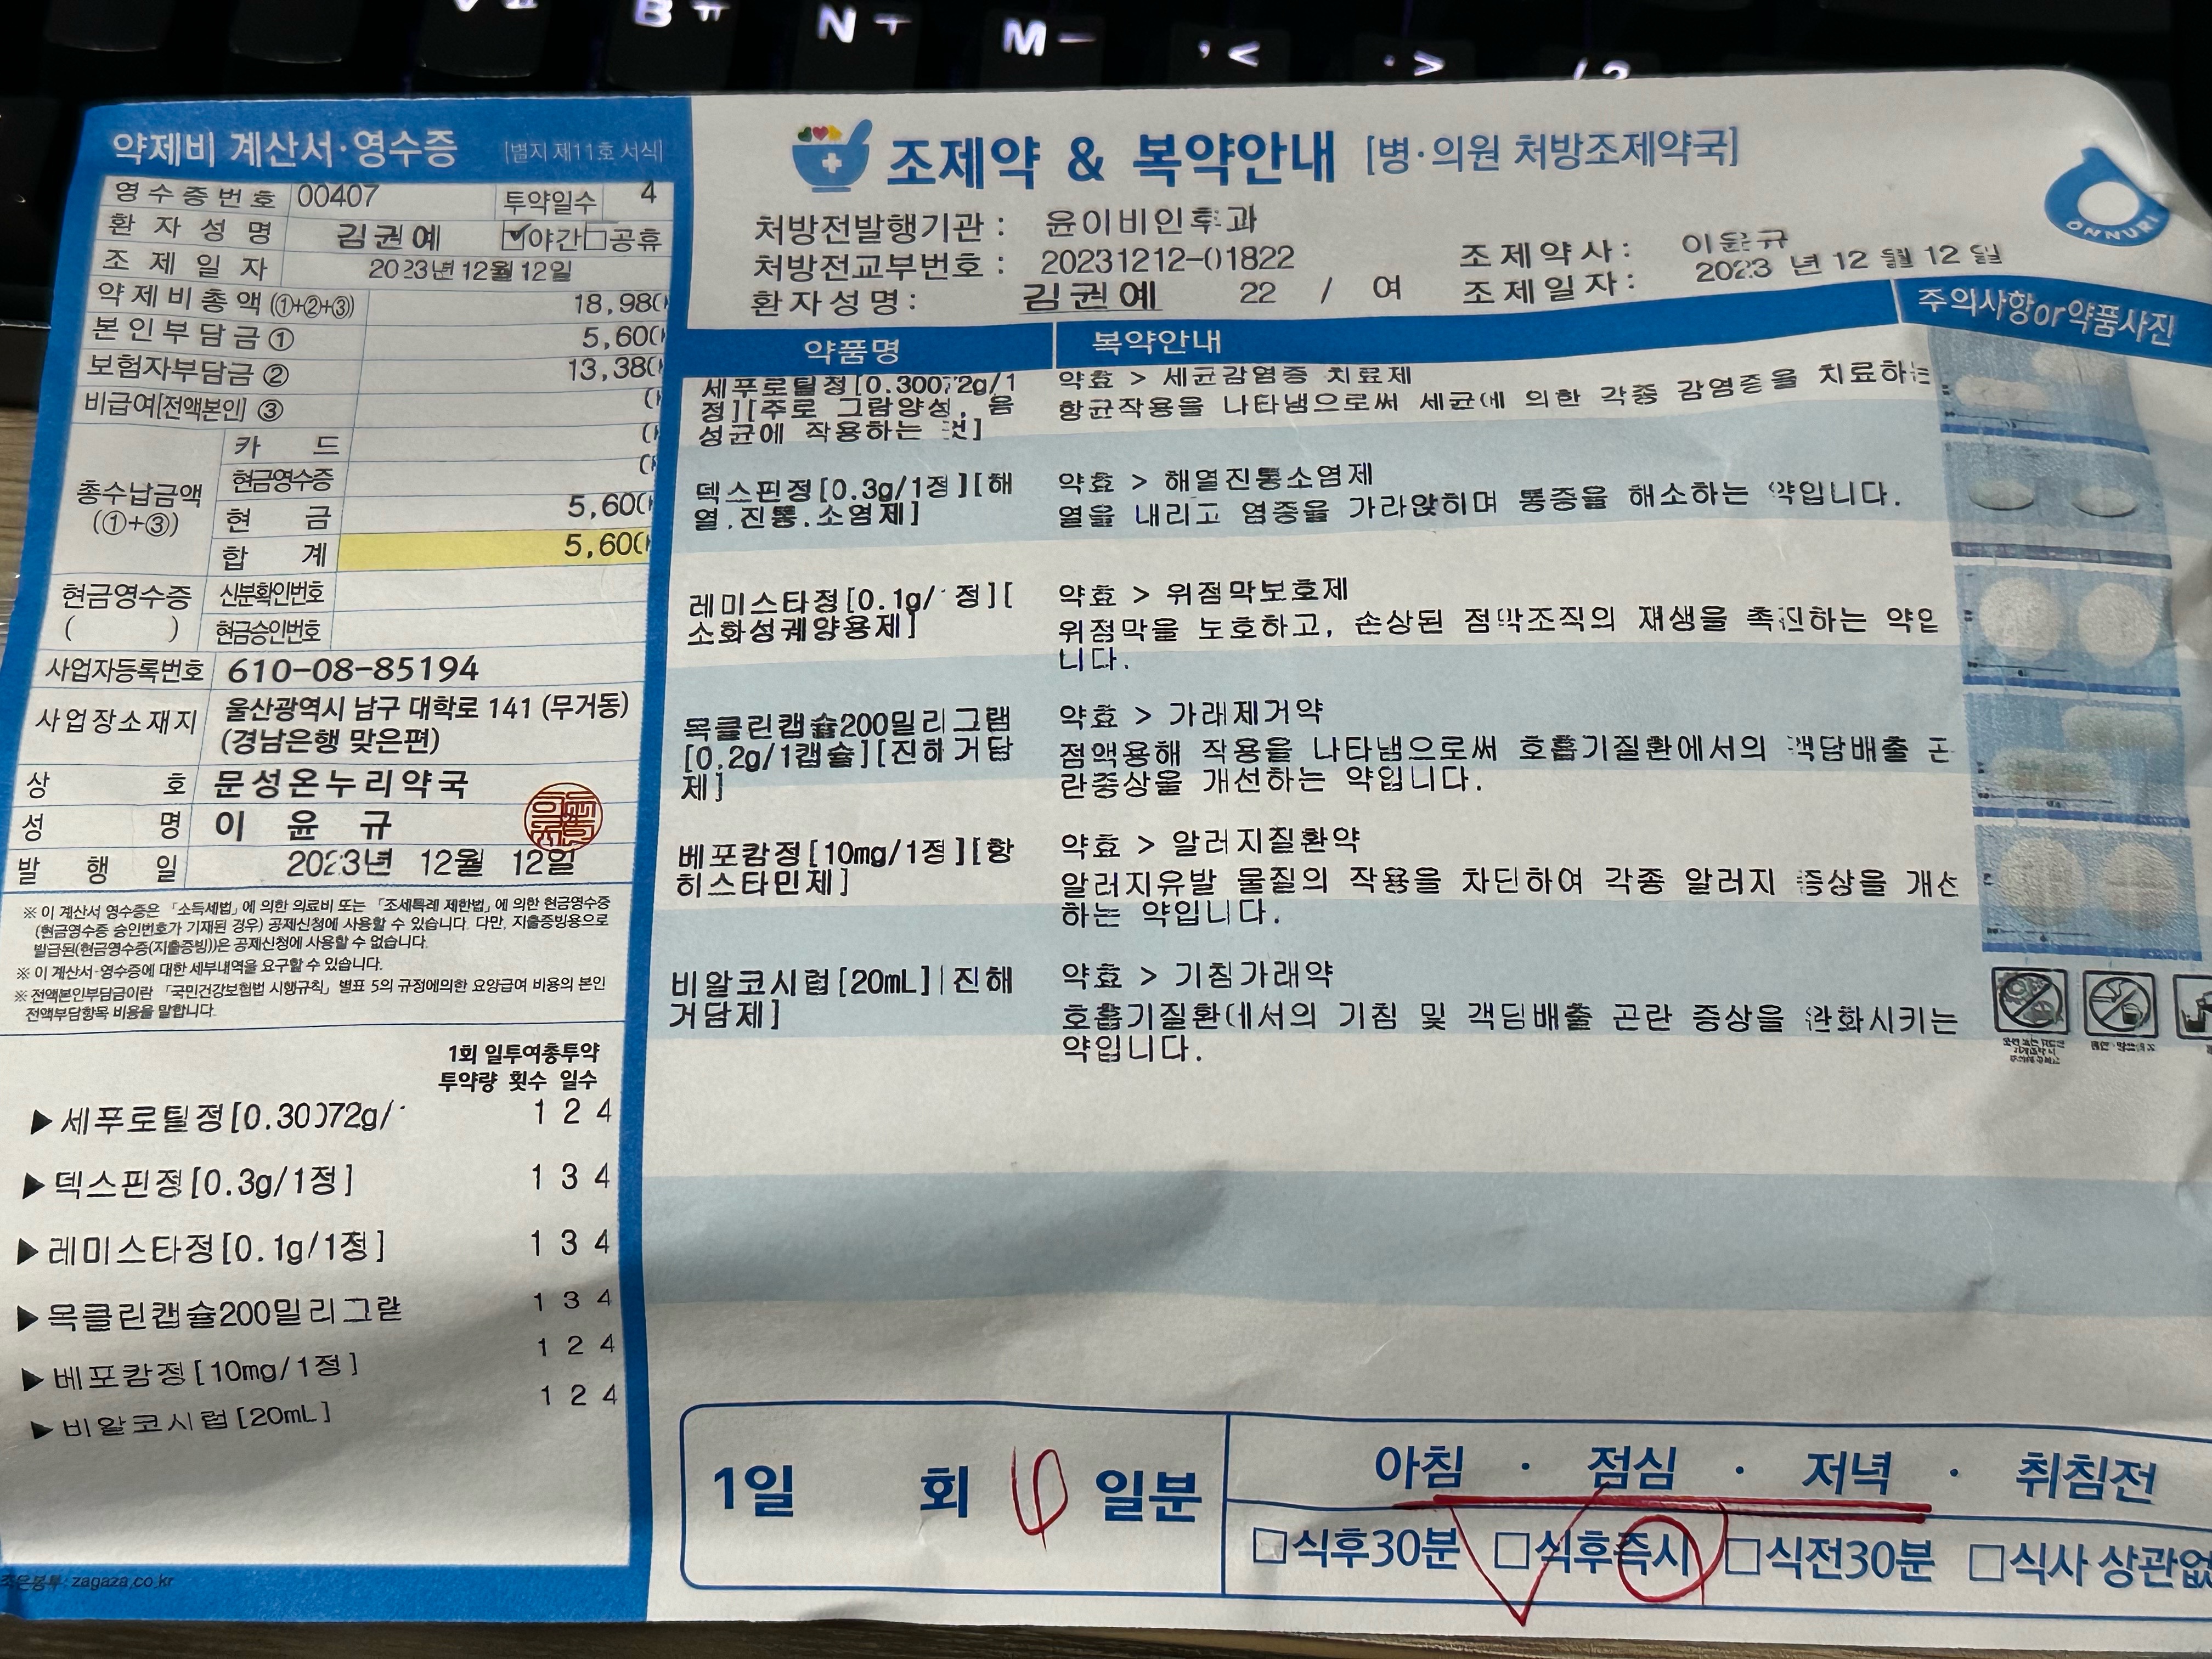 B ㅠ
N ㅜ
M ㅡ
, <
. >
약제비 계산서·영수증 [별지 제11호 서식]
영수증번호 00407 투약일수 4
환자성명 김권예 ☑야간□공휴
조제일자 2023년 12월 12일
약제비총액 (①+②+③) 18,980
본인부담금 ① 5,600
보험자부담금 ② 13,380
비급여[전액본인] ③ 0
총수납금액
(①+③)
카 드 0
현금영수증 0
현 금 5,600
합 계 5,600
현금영수증
( )
신분확인번호
현금승인번호
사업자등록번호 610-08-85194
사업장소재지 울산광역시 남구 대학로 141 (무거동)
(경남은행 맞은편)
상 호 문성온누리약국
성 명 이 윤 규
발 행 일 2023년 12월 12일
※ 이 계산서 영수증은 「소득세법」에 의한 의료비 또는 「조세특례 제한법」에 의한 현금영수증
(현금영수증 승인번호가 기재된 경우) 공제신청에 사용할 수 있습니다. 다만, 지출증빙용으로
발급된(현금영수증(지출증빙))은 공제신청에 사용할 수 없습니다.
※ 이 계산서·영수증에 대한 세부내역을 요구할 수 있습니다.
※ 전액본인부담금이란 「국민건강보험법 시행규칙」 별표 5의 규정에의한 요양급여 비용의 본인
전액부담항목 비용을 말합니다.
1회 일투여총투약
투약량 횟수 일수
▶세푸로틸정[0.30072g/ 1 2 4
▶덱스핀정[0.3g/1정] 1 3 4
▶레미스타정[0.1g/1정] 1 3 4
▶목클린캡슐200밀리그람 1 3 4
▶베포캄정[10mg/1정] 1 2 4
▶비알코시럽[20mL] 1 2 4
조은봉투 zagaza.co.kr
조제약 & 복약안내 [병·의원 처방조제약국]
ONNURI
처방전발행기관 : 윤이비인후과
처방전교부번호 : 20231212-01822
조제약사: 이윤규
환자성명: 김권예 22 / 여
조제일자: 2023 년 12 월 12 일
약품명 복약안내 주의사항or약품사진
세푸로틸정[0.30072g/1
정][주로 그람양성, 음
성균에 작용하는 것]
약효 > 세균감염증 치료제
항균작용을 나타냄으로써 세균에 의한 각종 감염증을 치료하는
덱스핀정[0.3g/1정][해
열.진통.소염제]
약효 > 해열진통소염제
열을 내리고 염증을 가라앉히며 통증을 해소하는 약입니다.
레미스타정[0.1g/1정][
소화성궤양용제]
약효 > 위점막보호제
위점막을 보호하고, 손상된 점막조직의 재생을 촉진하는 약입
니다.
목클린캡슐200밀리그램
[0.2g/1캡슐][진해거담
제]
약효 > 가래제거약
점액용해 작용을 나타냄으로써 호흡기질환에서의 객담배출 곤
란증상을 개선하는 약입니다.
베포캄정[10mg/1정][항
히스타민제]
약효 > 알러지질환약
알러지유발 물질의 작용을 차단하여 각종 알러지 증상을 개선
하는 약입니다.
비알코시럽[20mL][진해
거담제]
약효 > 기침가래약
호흡기질환에서의 기침 및 객담배출 곤란 증상을 완화시키는
약입니다.
1일 회 일분
아침 · 점심 · 저녁 · 취침전
□식후30분 □식후즉시 □식전30분 □식사 상관없